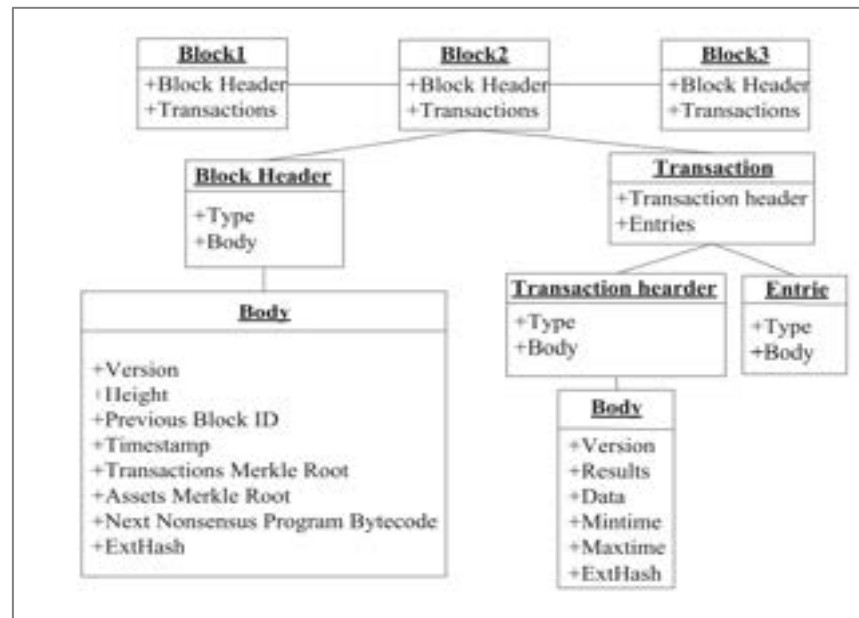 Block1
+Block Header
+Transactions
Block2
+Block Header
+Transactions
Block3
+Block Header
+Transactions
Block Header
+Type
+Body
Transaction
+Transaction header
+Entries
Transaction hearder
+Type
+Body
Entrie
+Type
+Body
Body
+Version
+Height
+Previous Block ID
+Timestamp
+Transactions Merkle Root
+Assets Merkle Root
+Next Nonsensus Program Bytecode
+ExtHash
Body
+Version
+Results
+Data
+Mintime
+Maxtime
+ExtHash